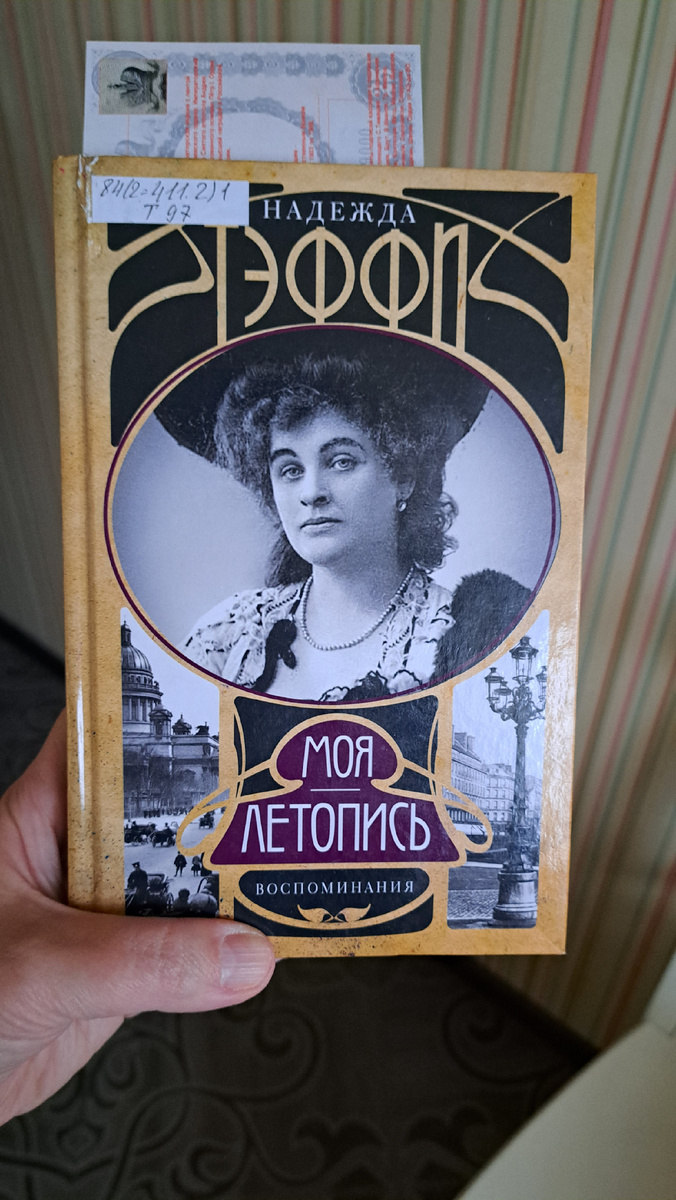 84(2=411.2)1
Т 97
НАДЕЖДА
ТЭФФИ
МОЯ
ЛЕТОПИСЬ
ВОСПОМИНАНИЯ